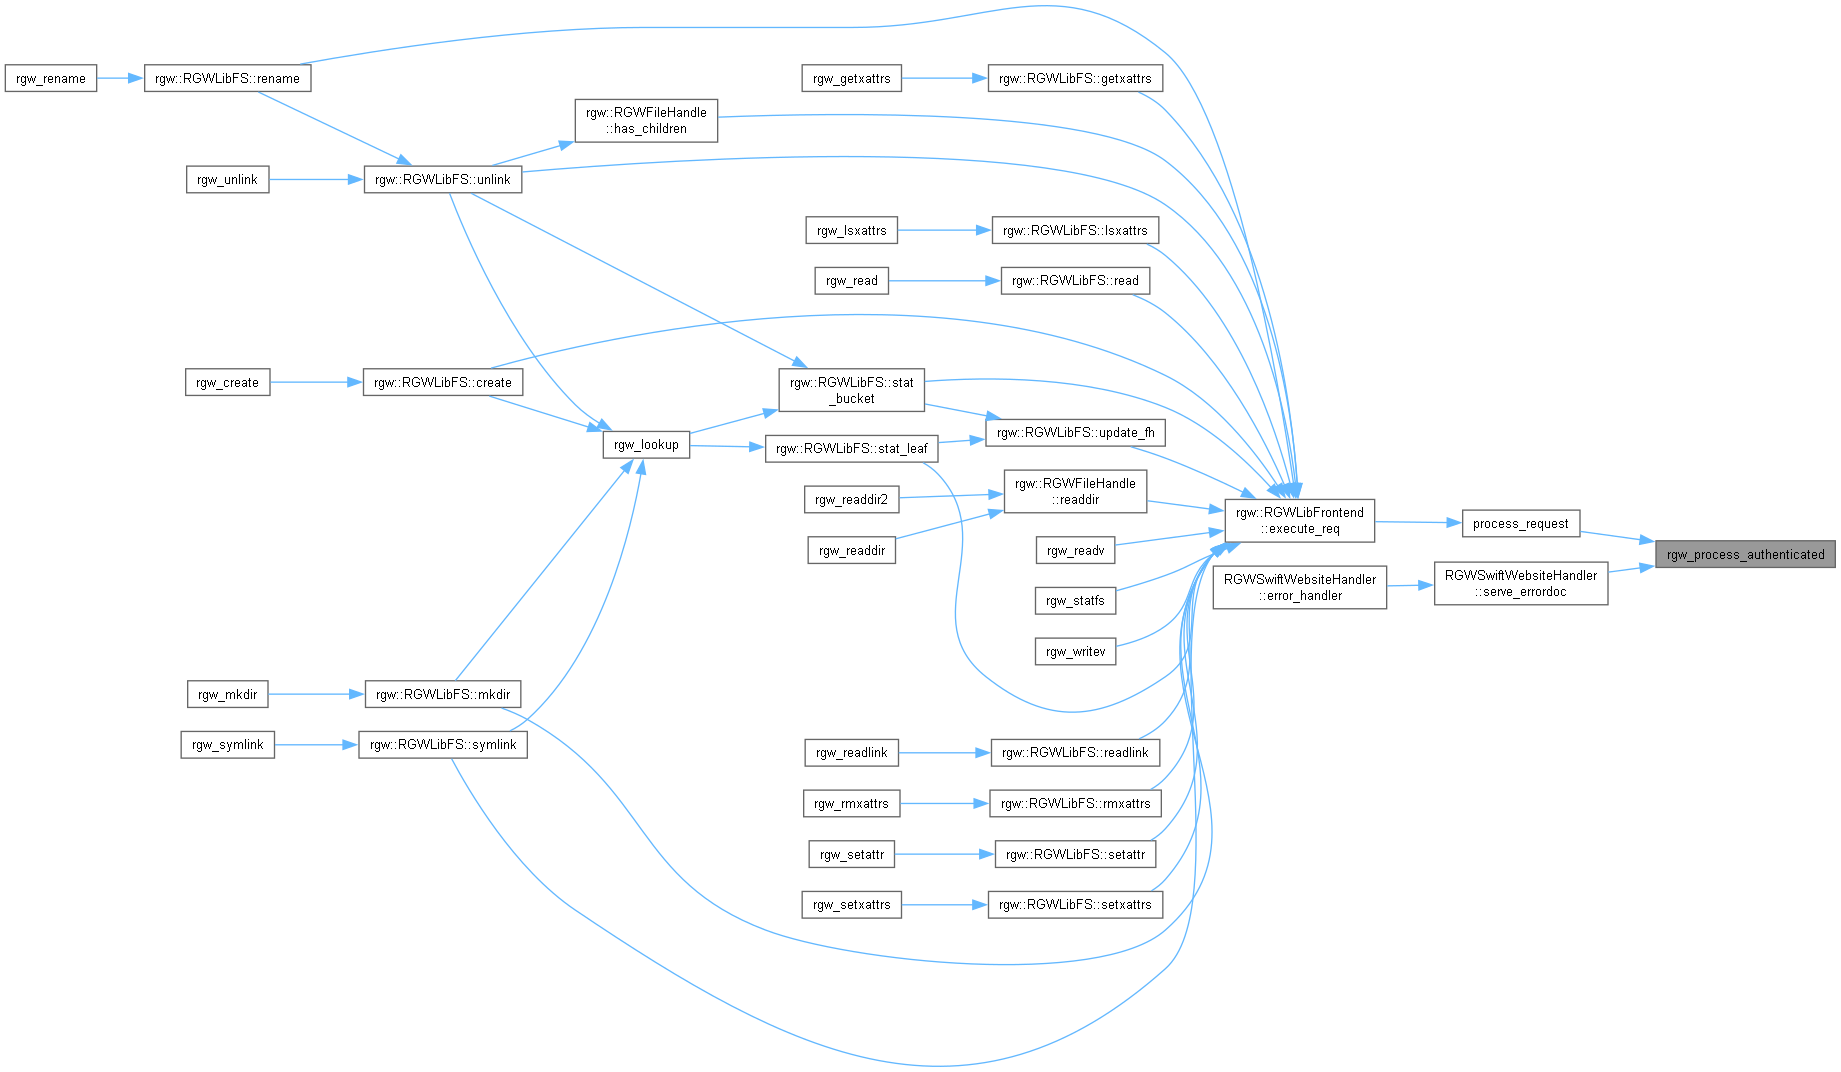 rgw_rename
rgw::RGWLibFS::rename
rgw_getxattrs
rgw::RGWLibFS::getxattrs
rgw::RGWFileHandle
::has_children
rgw_unlink
rgw::RGWLibFS::unlink
rgw_lsxattrs
rgw::RGWLibFS::lsxattrs
rgw_read
rgw::RGWLibFS::read
rgw_create
rgw::RGWLibFS::create
rgw::RGWLibFS::stat
_bucket
rgw_lookup
rgw::RGWLibFS::stat_leaf
rgw::RGWLibFS::update_fh
rgw_readdir2
rgw::RGWFileHandle
::readdir
rgw_readdir
rgw_readv
rgw::RGWLibFrontend
::execute_req
process_request
rgw_process_authenticated
rgw_statfs
RGWSwiftWebsiteHandler
::error_handler
RGWSwiftWebsiteHandler
::serve_errordoc
rgw_writev
rgw_mkdir
rgw::RGWLibFS::mkdir
rgw_symlink
rgw::RGWLibFS::symlink
rgw_readlink
rgw::RGWLibFS::readlink
rgw_rmxattrs
rgw::RGWLibFS::rmxattrs
rgw_setattr
rgw::RGWLibFS::setattr
rgw_setxattrs
rgw::RGWLibFS::setxattrs